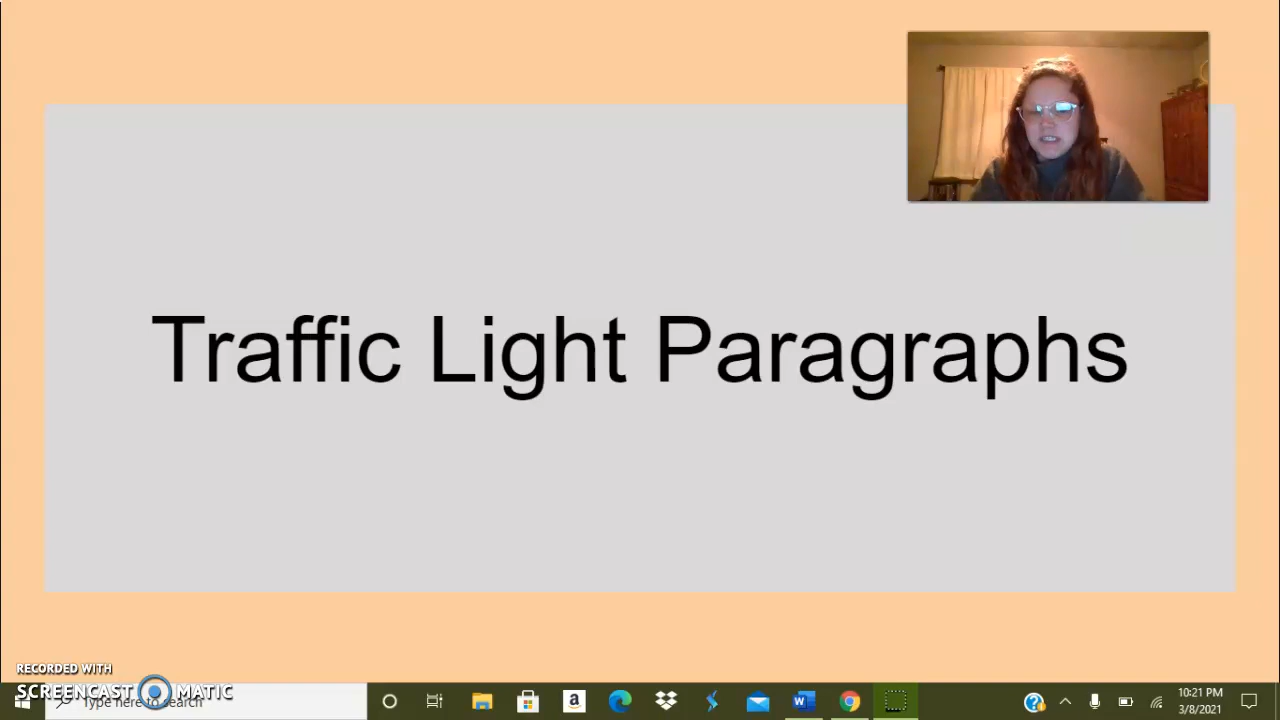 Traffic Light Paragraphs
RECORDED WITH
SCREENCAST MATIC
Type here to search
10:21 PM
3/8/2021